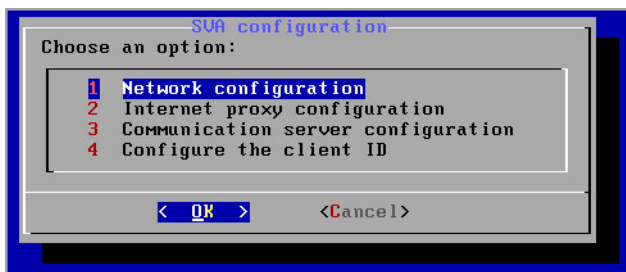 SVA configuration
Choose an option:
1 Network configuration
2 Internet proxy configuration
3 Communication server configuration
4 Configure the client ID
< OK > <Cancel>